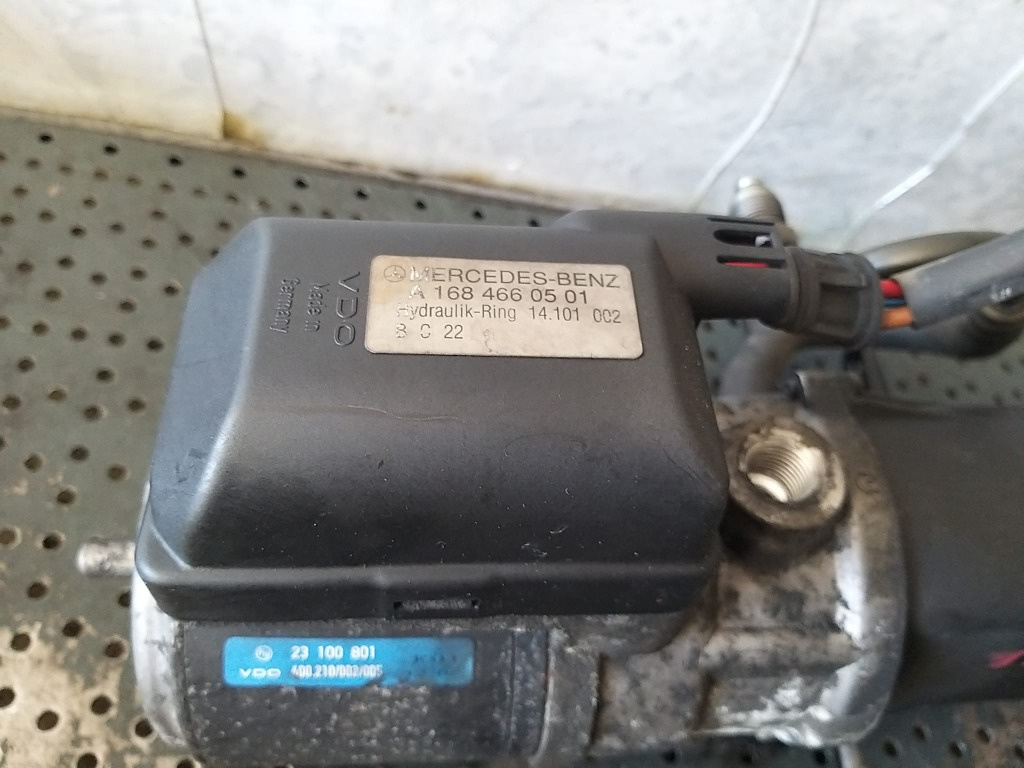 MERCEDES-BENZ
A 168 466 05 01
Hydraulik-Ring 14.101 002
8 C 22
VDO
Made in
Germany
23 100 801
VDO 400.210/002/005